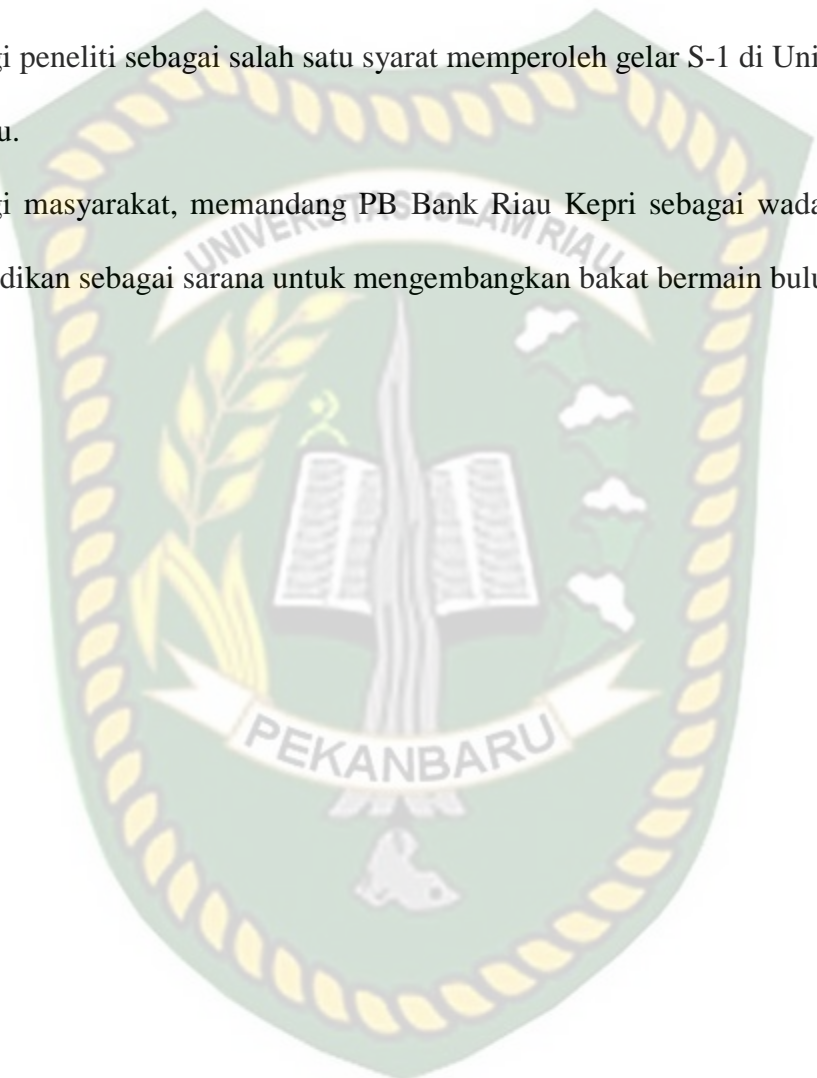 gi peneliti sebagai salah satu syarat memperoleh gelar S-1 di Uni
u.
gi masyarakat, memandang PB Bank Riau Kepri sebagai wada
UNIVERSITAS ISLAM RIAU
dikan sebagai sarana untuk mengembangkan bakat bermain bulu
PEKANBARU